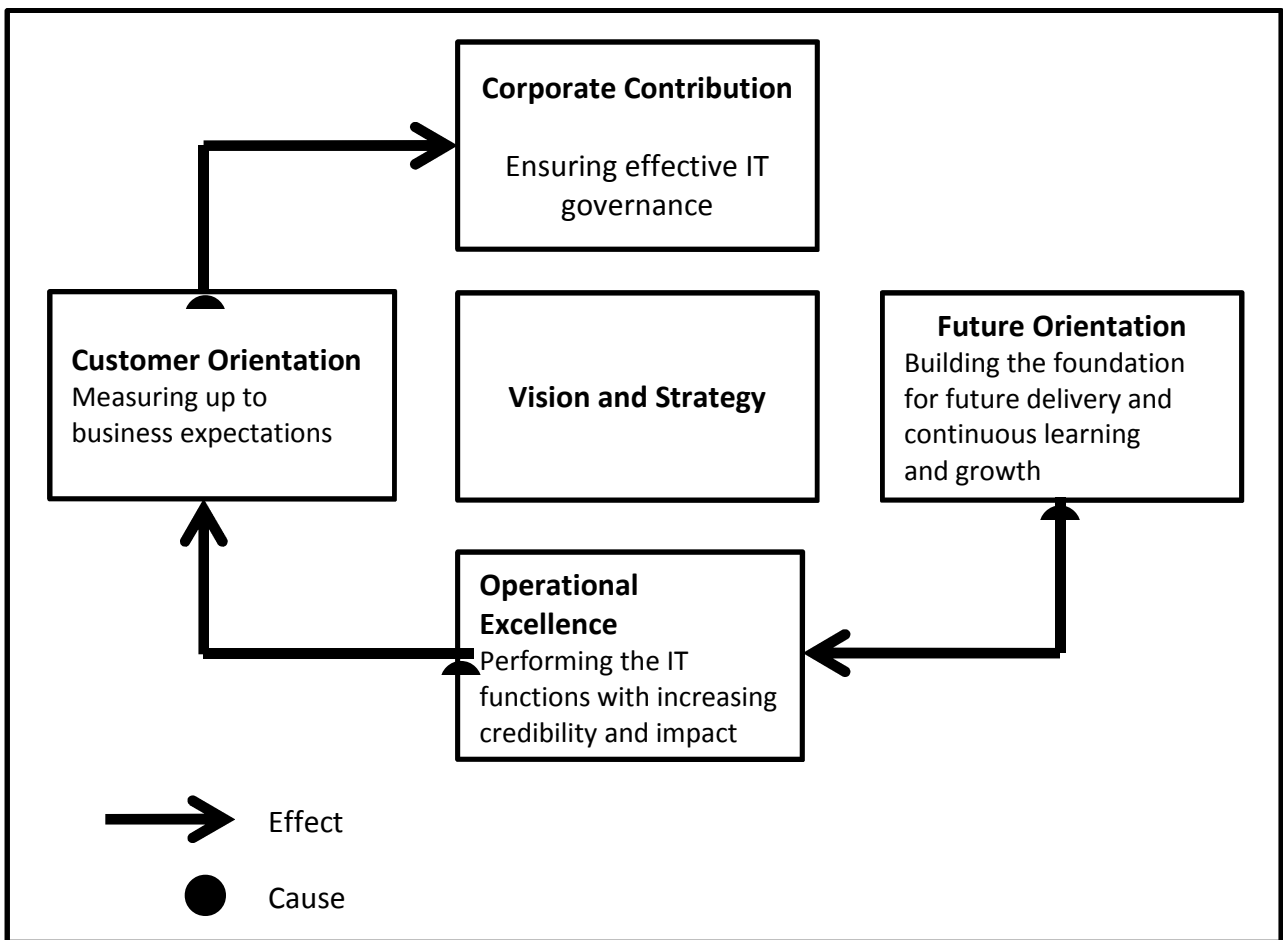 Corporate Contribution
Ensuring effective IT
governance
Customer Orientation
Measuring up to
business expectations
Vision and Strategy
Future Orientation
Building the foundation
for future delivery and
continuous learning
and growth
Operational
Excellence
Performing the IT
functions with increasing
credibility and impact
Effect
Cause